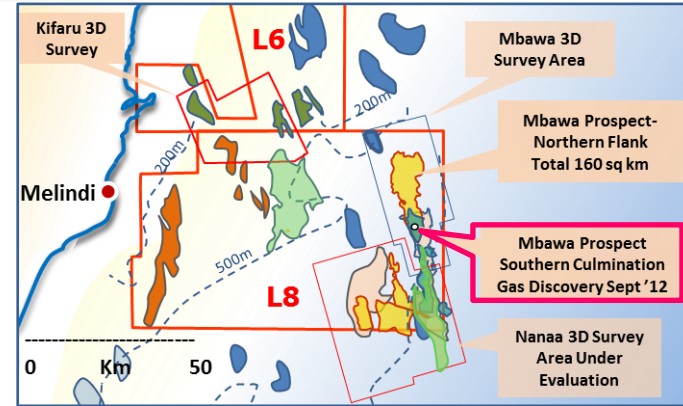 Kifaru 3D
Survey
L6
Mbawa 3D
Survey Area
200m
200m
Mbawa Prospect-
Northern Flank
Total 160 sq km
Melindi
500m
Mbawa Prospect
Southern Culmination
Gas Discovery Sept '12
L8
Nanaa 3D Survey
Area Under
Evaluation
0 Km 50